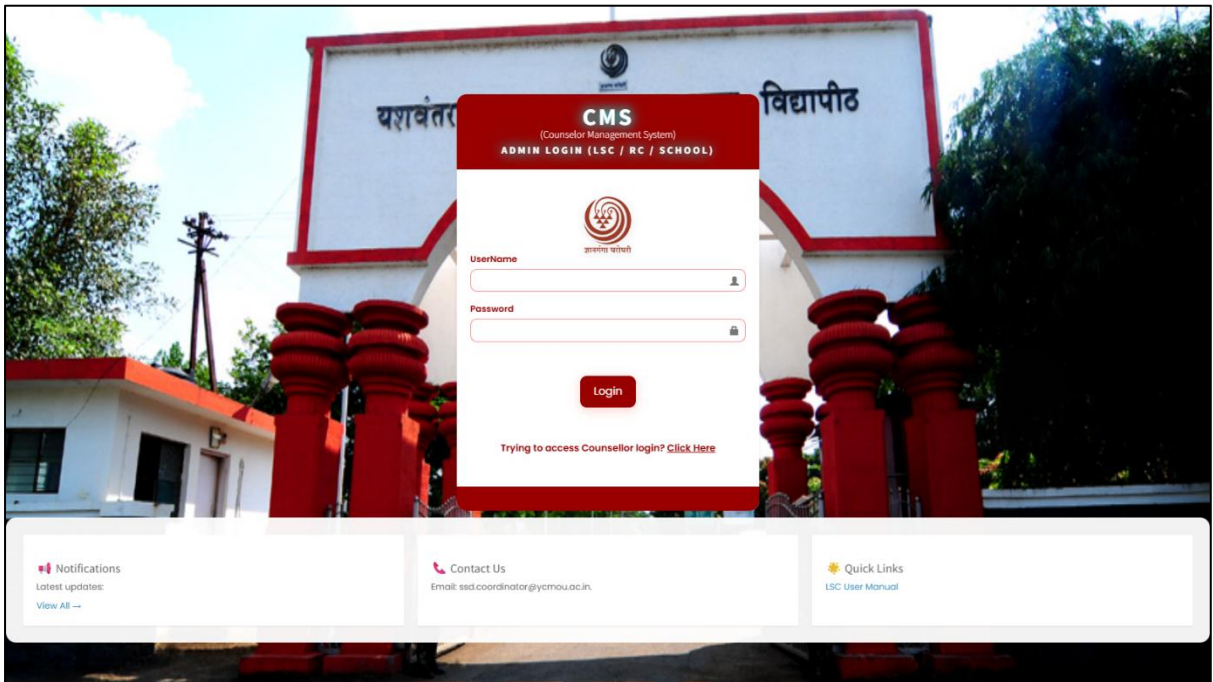 यशवंतर
विद्यापीठ
CMS
(Counselor Management System)
ADMIN LOGIN (LSC / RC / SCHOOL)
ज्ञानगंगा घरोघरी
UserName
Password
Login
Trying to access Counsellor login? Click Here
Notifications
Latest updates:
View All →
Contact Us
Email: ssd.coordinator@ycmou.ac.in.
Quick Links
LSC User Manual